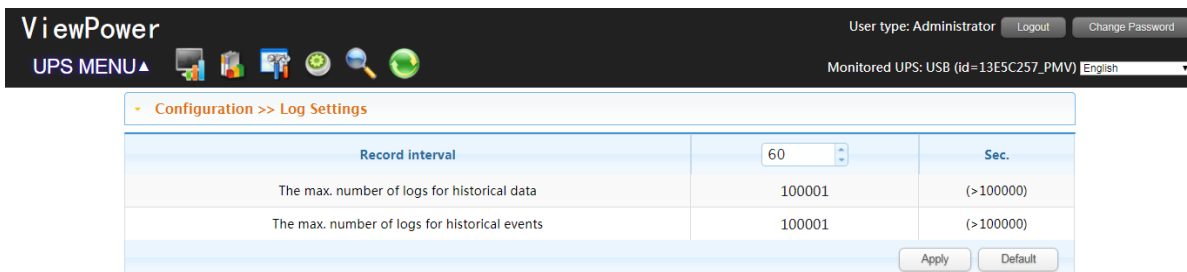 ViewPower
User type: Administrator Logout Change Password
UPS MENU▲
Monitored UPS: USB (id=13E5C257_PMV) English
Configuration >> Log Settings
Record interval 60 Sec.
The max. number of logs for historical data 100001 (>100000)
The max. number of logs for historical events 100001 (>100000)
Apply Default